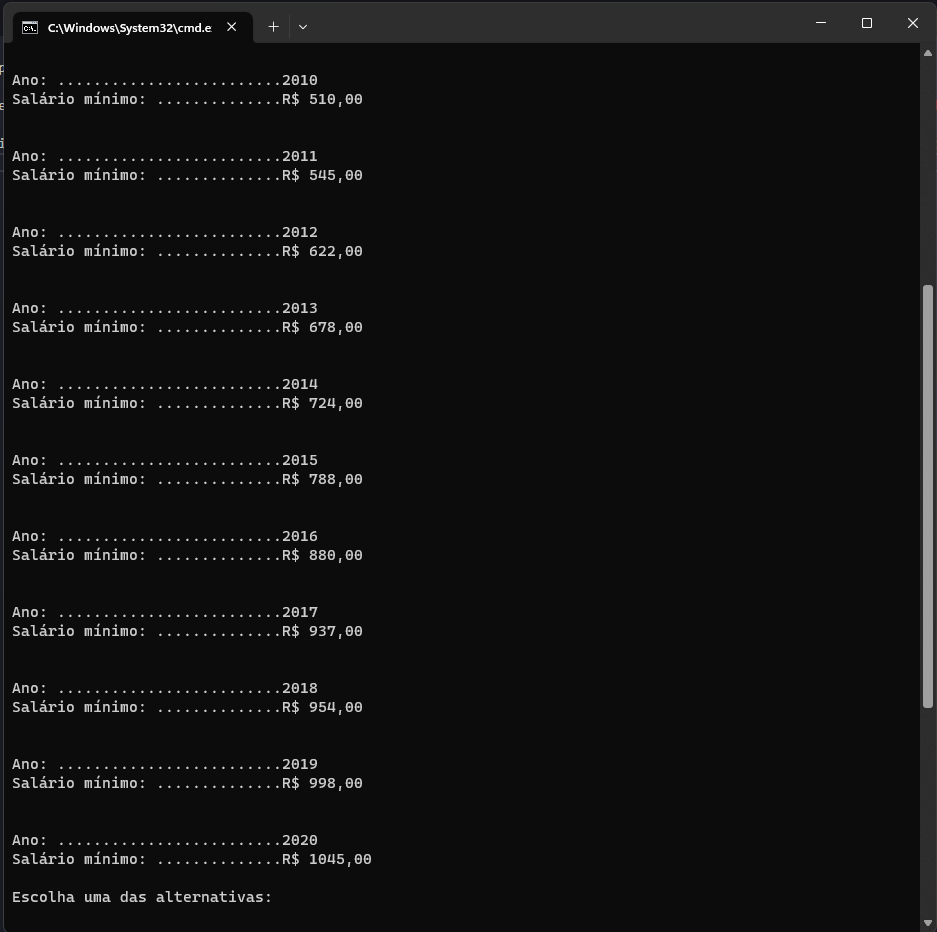 C:\Windows\System32\cmd.e
Ano: .........................2010
Salário mínimo: ..............R$ 510,00
Ano: .........................2011
Salário mínimo: ..............R$ 545,00
Ano: .........................2012
Salário mínimo: ..............R$ 622,00
Ano: .........................2013
Salário mínimo: ..............R$ 678,00
Ano: .........................2014
Salário mínimo: ..............R$ 724,00
Ano: .........................2015
Salário mínimo: ..............R$ 788,00
Ano: .........................2016
Salário mínimo: ..............R$ 880,00
Ano: .........................2017
Salário mínimo: ..............R$ 937,00
Ano: .........................2018
Salário mínimo: ..............R$ 954,00
Ano: .........................2019
Salário mínimo: ..............R$ 998,00
Ano: .........................2020
Salário mínimo: ..............R$ 1045,00
Escolha uma das alternativas: